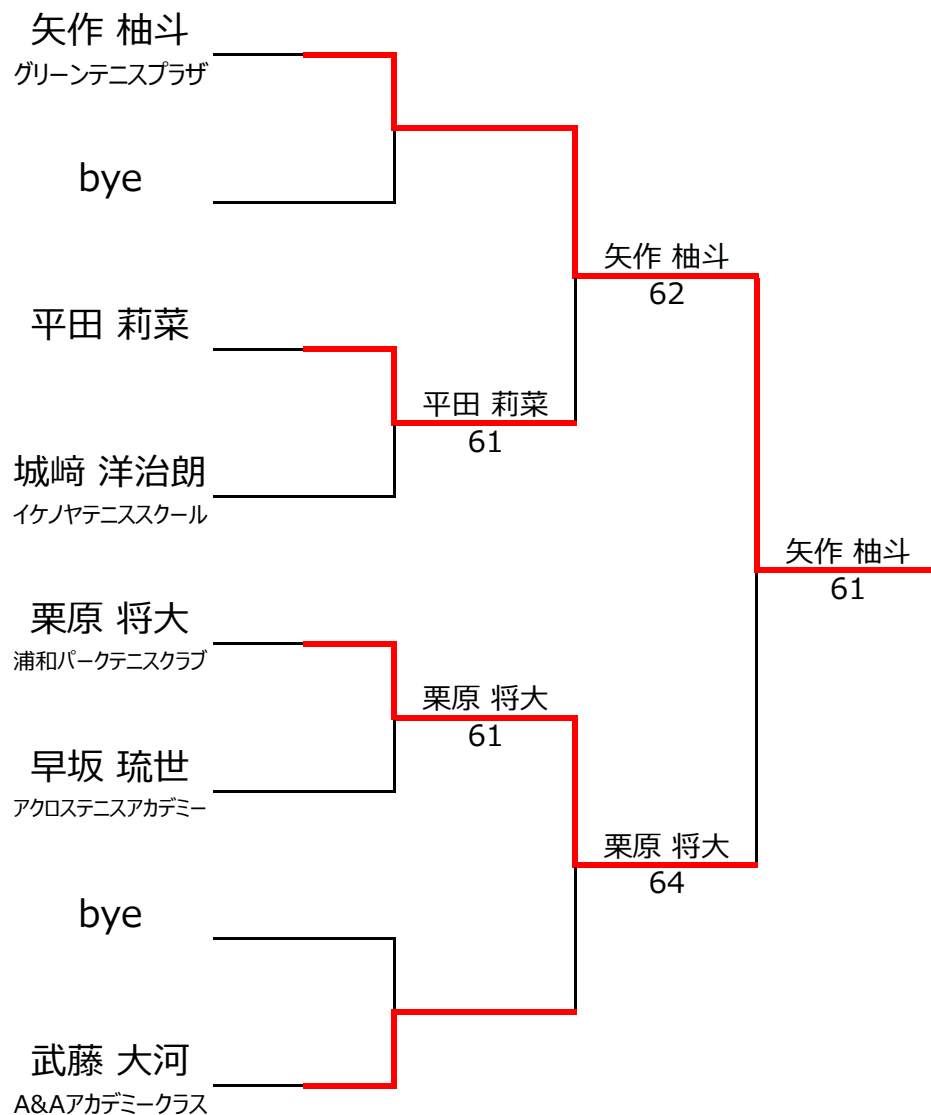 矢作 柚斗
グリーンテニスプラザ
bye
平田 莉菜
城﨑 洋治朗
イケノヤテニススクール
栗原 将大
浦和パークテニスクラブ
早坂 琉世
アクロステニスアカデミー
bye
武藤 大河
A&Aアカデミークラス
平田 莉菜
61
栗原 将大
61
矢作 柚斗
62
栗原 将大
64
矢作 柚斗
61